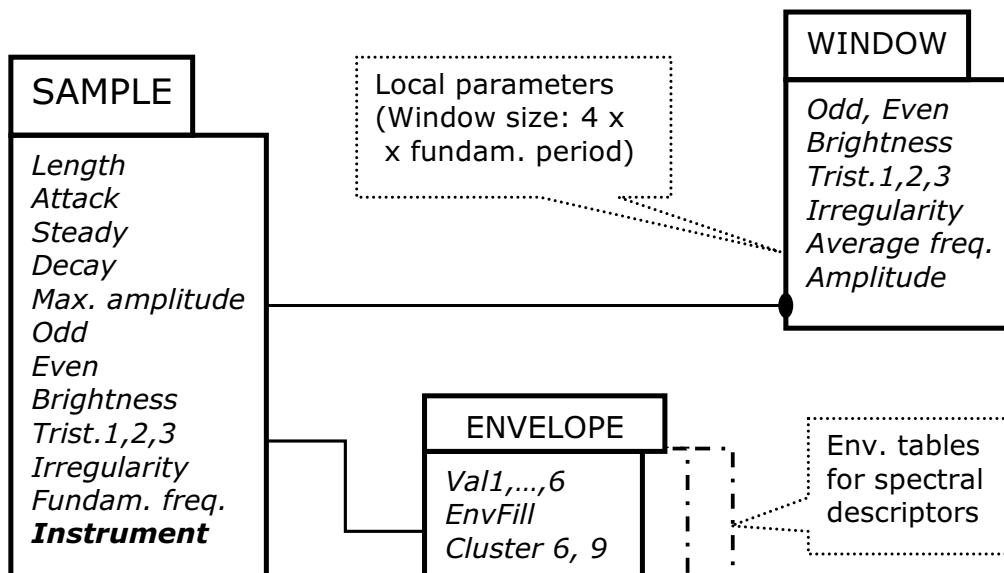 SAMPLE
Length
Attack
Steady
Decay
Max. amplitude
Odd
Even
Brightness
Trist.1,2,3
Irregularity
Fundam. freq.
Instrument
Local parameters
(Window size: 4 x
x fundam. period)
WINDOW
Odd, Even
Brightness
Trist.1,2,3
Irregularity
Average freq.
Amplitude
ENVELOPE
Val1,...,6
EnvFill
Cluster 6, 9
Env. tables
for spectral
descriptors